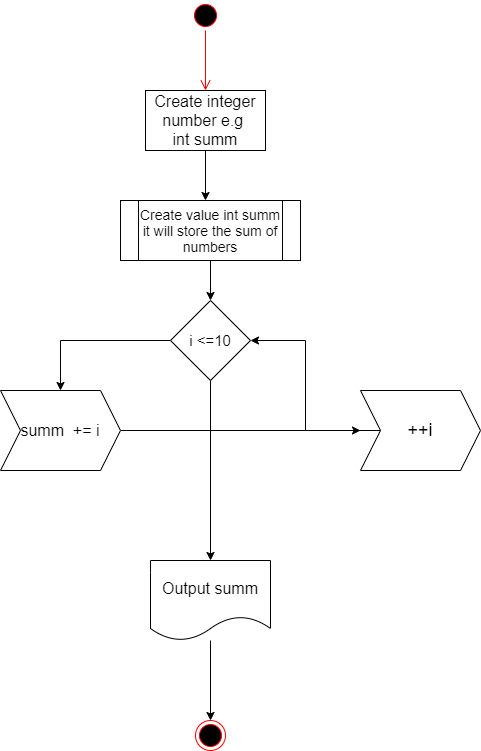 Create integer
number e.g
int summ
Create value int summ
it will store the sum of
numbers
i <=10
summ += i
++i
Output summ